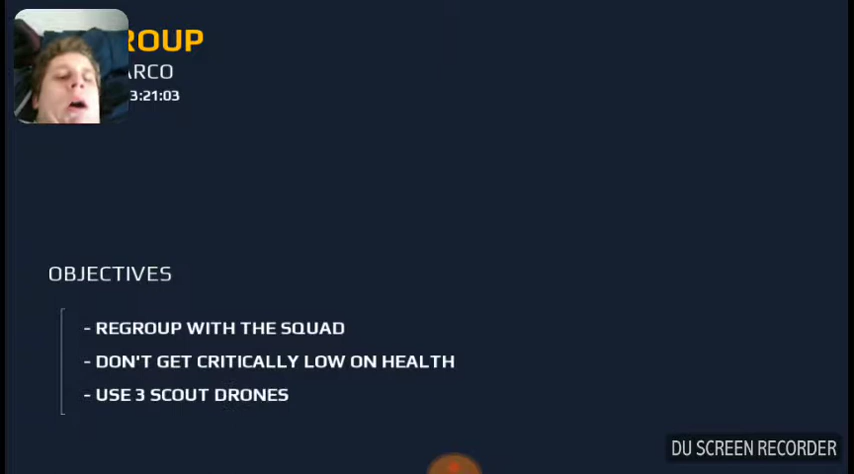 ROUP
ARCO
3:21:03
OBJECTIVES
- REGROUP WITH THE SQUAD
- DON'T GET CRITICALLY LOW ON HEALTH
- USE 3 SCOUT DRONES
DU SCREEN RECORDER